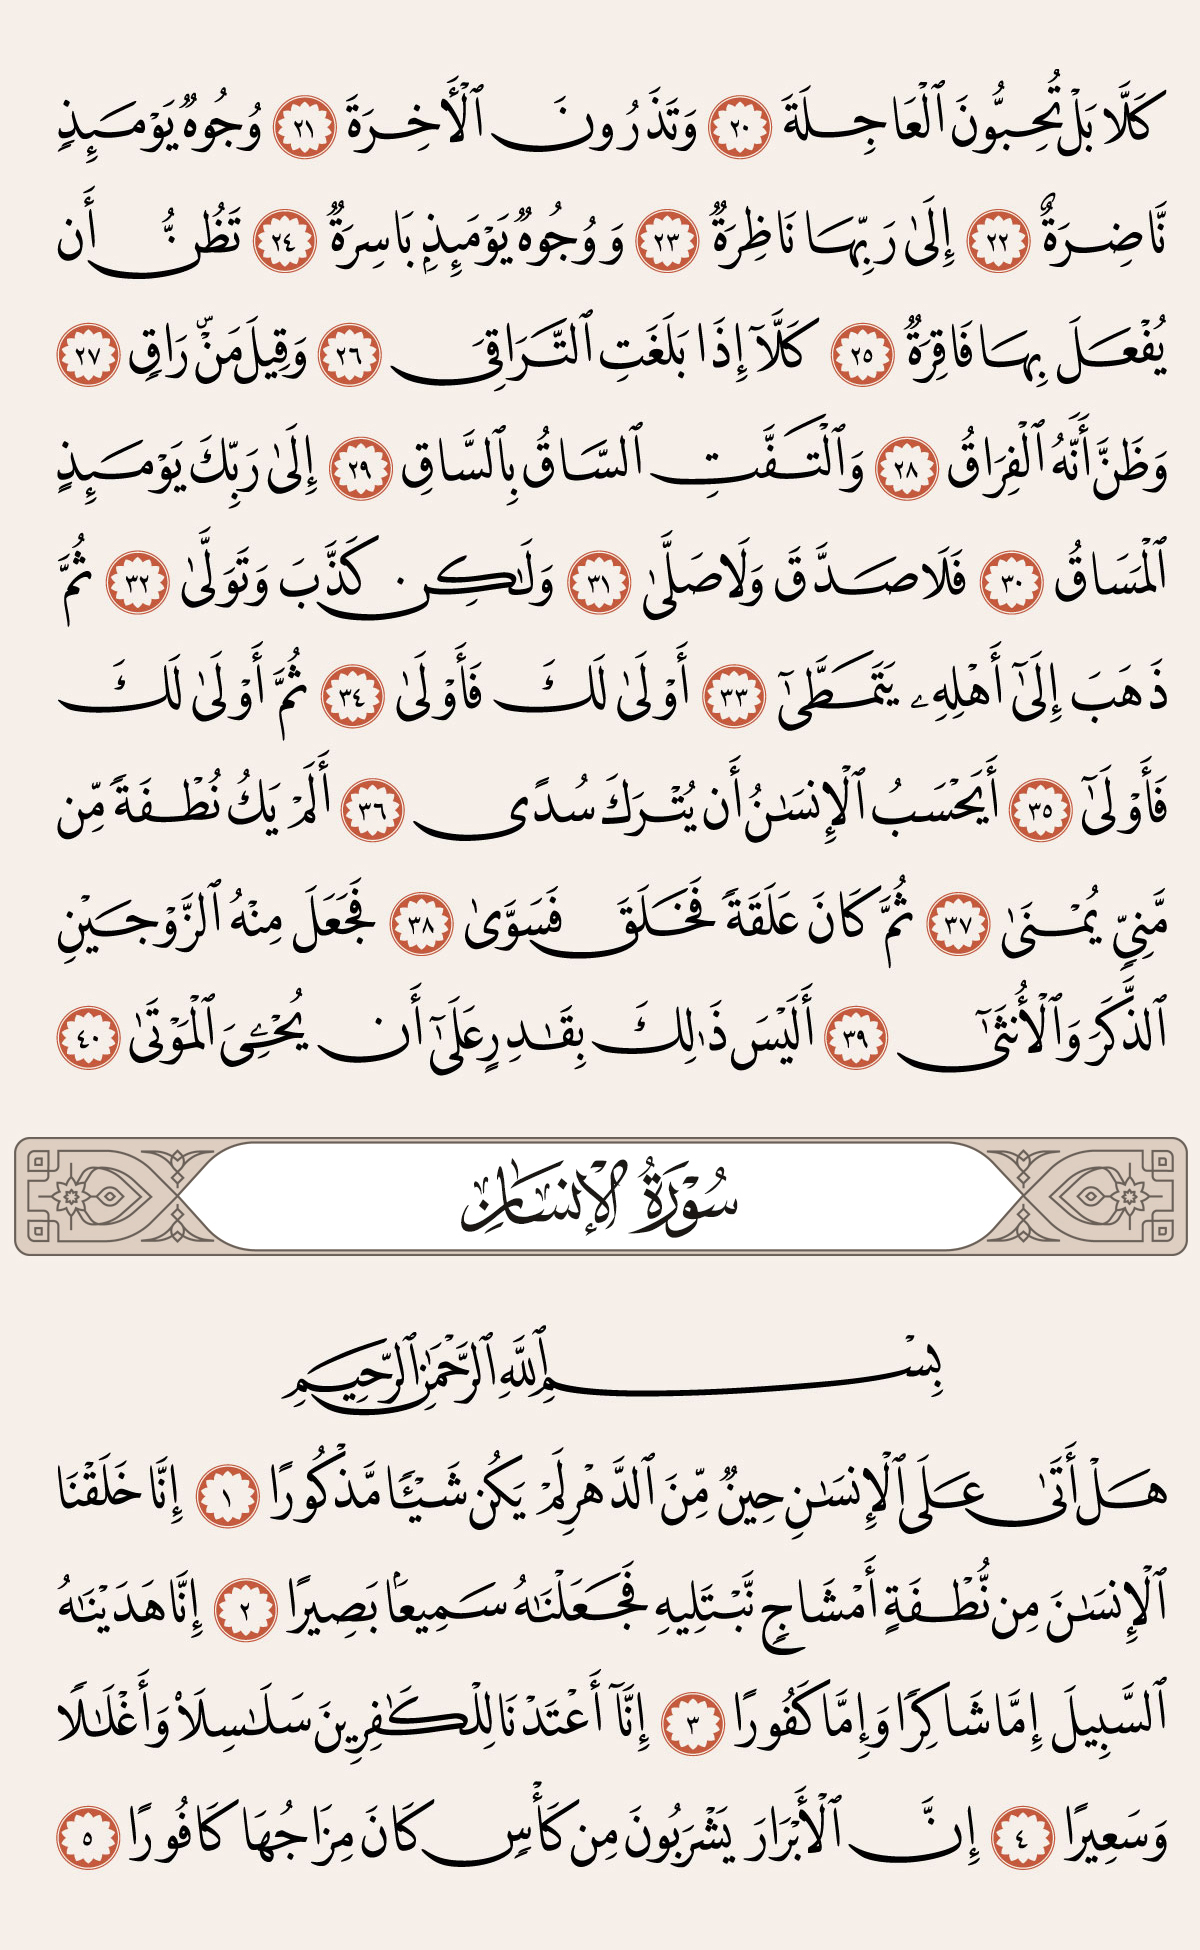 كَلَّا بَلْ تُحِبُّونَ ٱلْعَاجِلَةَ ٢٠ وَتَذَرُونَ ٱلْأَخِرَةَ ٢١ وُجُوهٌ يَوْمَئِذٍ
نَّاضِرَةٌ ٢٢ إِلَىٰ رَبِّهَا نَاظِرَةٌ ٢٣ وَوُجُوهٌ يَوْمَئِذٍۭ بَاسِرَةٌ ٢٤ تَظُنُّ أَن
يُفْعَلَ بِهَا فَاقِرَةٌ ٢٥ كَلَّآ إِذَا بَلَغَتِ ٱلتَّرَاقِىَ ٢٦ وَقِيلَ مَنْۜ رَاقٍ ٢٧
وَظَنَّ أَنَّهُ ٱلْفِرَاقُ ٢٨ وَٱلْتَفَّتِ ٱلسَّاقُ بِٱلسَّاقِ ٢٩ إِلَىٰ رَبِّكَ يَوْمَئِذٍ
ٱلْمَسَاقُ ٣٠ فَلَا صَدَّقَ وَلَا صَلَّىٰ ٣١ وَلَـٰكِن كَذَّبَ وَتَوَلَّىٰ ٣٢ ثُمَّ
ذَهَبَ إِلَىٰٓ أَهْلِهِۦ يَتَمَطَّىٰٓ ٣٣ أَوْلَىٰ لَكَ فَأَوْلَىٰ ٣٤ ثُمَّ أَوْلَىٰ لَكَ
فَأَوْلَىٰٓ ٣٥ أَيَحْسَبُ ٱلْإِنسَـٰنُ أَن يُتْرَكَ سُدًى ٣٦ أَلَمْ يَكُ نُطْفَةً مِّن
مَّنِىٍّ يُمْنَىٰ ٣٧ ثُمَّ كَانَ عَلَقَةً فَخَلَقَ فَسَوَّىٰ ٣٨ فَجَعَلَ مِنْهُ ٱلزَّوْجَيْنِ
ٱلذَّكَرَ وَٱلْأُنثَىٰٓ ٣٩ أَلَيْسَ ذَٰلِكَ بِقَـٰدِرٍ عَلَىٰٓ أَن يُحْـِۧىَ ٱلْمَوْتَىٰ ٤٠
سُورَةُ الْإِنسَانِ
بِسْمِ ٱللَّهِ ٱلرَّحْمَـٰنِ ٱلرَّحِيمِ
هَلْ أَتَىٰ عَلَى ٱلْإِنسَـٰنِ حِينٌ مِّنَ ٱلدَّهْرِ لَمْ يَكُن شَيْـًٔا مَّذْكُورًا ١ إِنَّا خَلَقْنَا
ٱلْإِنسَـٰنَ مِن نُّطْفَةٍ أَمْشَاجٍ نَّبْتَلِيهِ فَجَعَلْنَـٰهُ سَمِيعًۢا بَصِيرًا ٢ إِنَّا هَدَيْنَـٰهُ
ٱلسَّبِيلَ إِمَّا شَاكِرًا وَإِمَّا كَفُورًا ٣ إِنَّآ أَعْتَدْنَا لِلْكَـٰفِرِينَ سَلَـٰسِلَا۟ وَأَغْلَـٰلًا
وَسَعِيرًا ٤ إِنَّ ٱلْأَبْرَارَ يَشْرَبُونَ مِن كَأْسٍ كَانَ مِزَاجُهَا كَافُورًا ٥